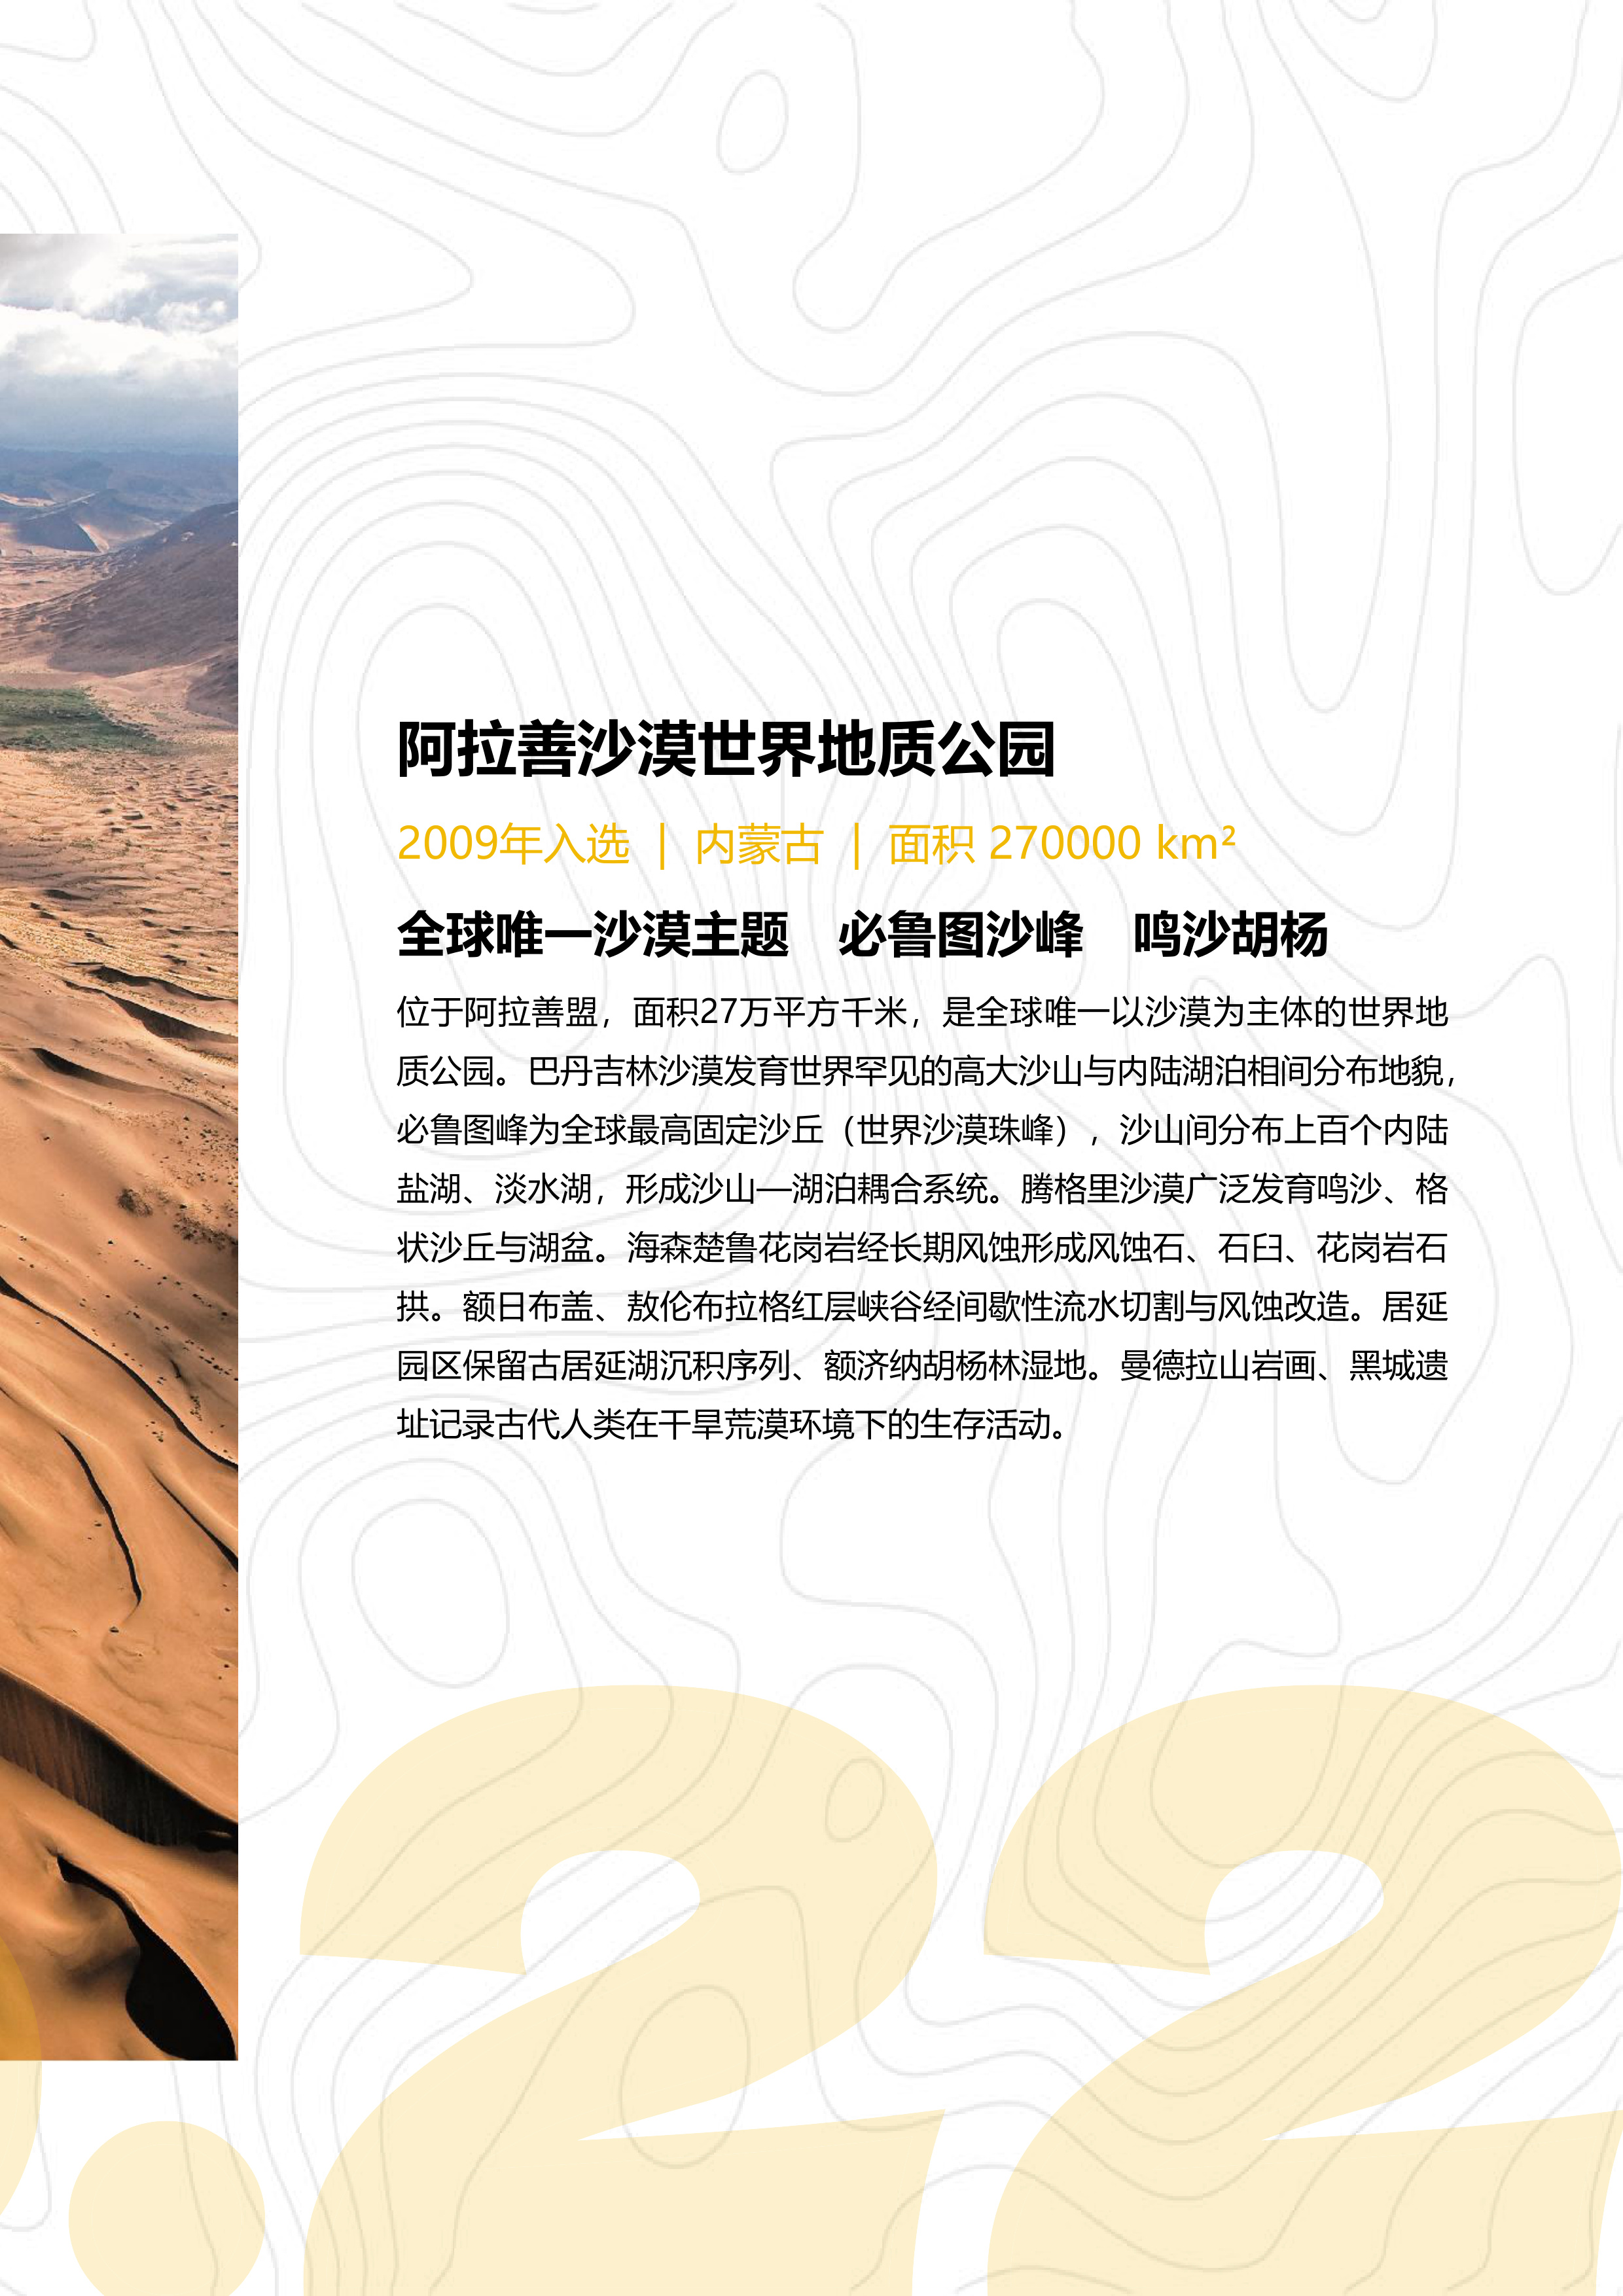 阿拉善沙漠世界地质公园
2009年入选 | 内蒙古 | 面积 270000 km²
全球唯一沙漠主题　必鲁图沙峰　鸣沙胡杨
位于阿拉善盟，面积27万平方千米，是全球唯一以沙漠为主体的世界地
质公园。巴丹吉林沙漠发育世界罕见的高大沙山与内陆湖泊相间分布地貌，
必鲁图峰为全球最高固定沙丘（世界沙漠珠峰），沙山间分布上百个内陆
盐湖、淡水湖，形成沙山—湖泊耦合系统。腾格里沙漠广泛发育鸣沙、格
状沙丘与湖盆。海森楚鲁花岗岩经长期风蚀形成风蚀石、石臼、花岗岩石
拱。额日布盖、敖伦布拉格红层峡谷经间歇性流水切割与风蚀改造。居延
园区保留古居延湖沉积序列、额济纳胡杨林湿地。曼德拉山岩画、黑城遗
址记录古代人类在干旱荒漠环境下的生存活动。
.22